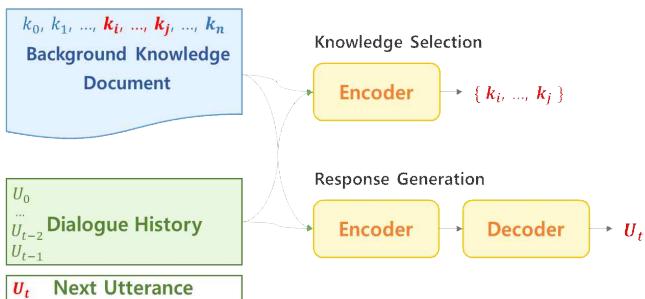 k₀, k₁, ..., kᵢ, ..., kⱼ, ..., kₙ
Background Knowledge
Document
Knowledge Selection
Encoder
{ kᵢ, ..., kⱼ }
U₀
...
Uₜ₋₂
Uₜ₋₁
Dialogue History
Response Generation
Encoder
Decoder
Uₜ
Uₜ Next Utterance